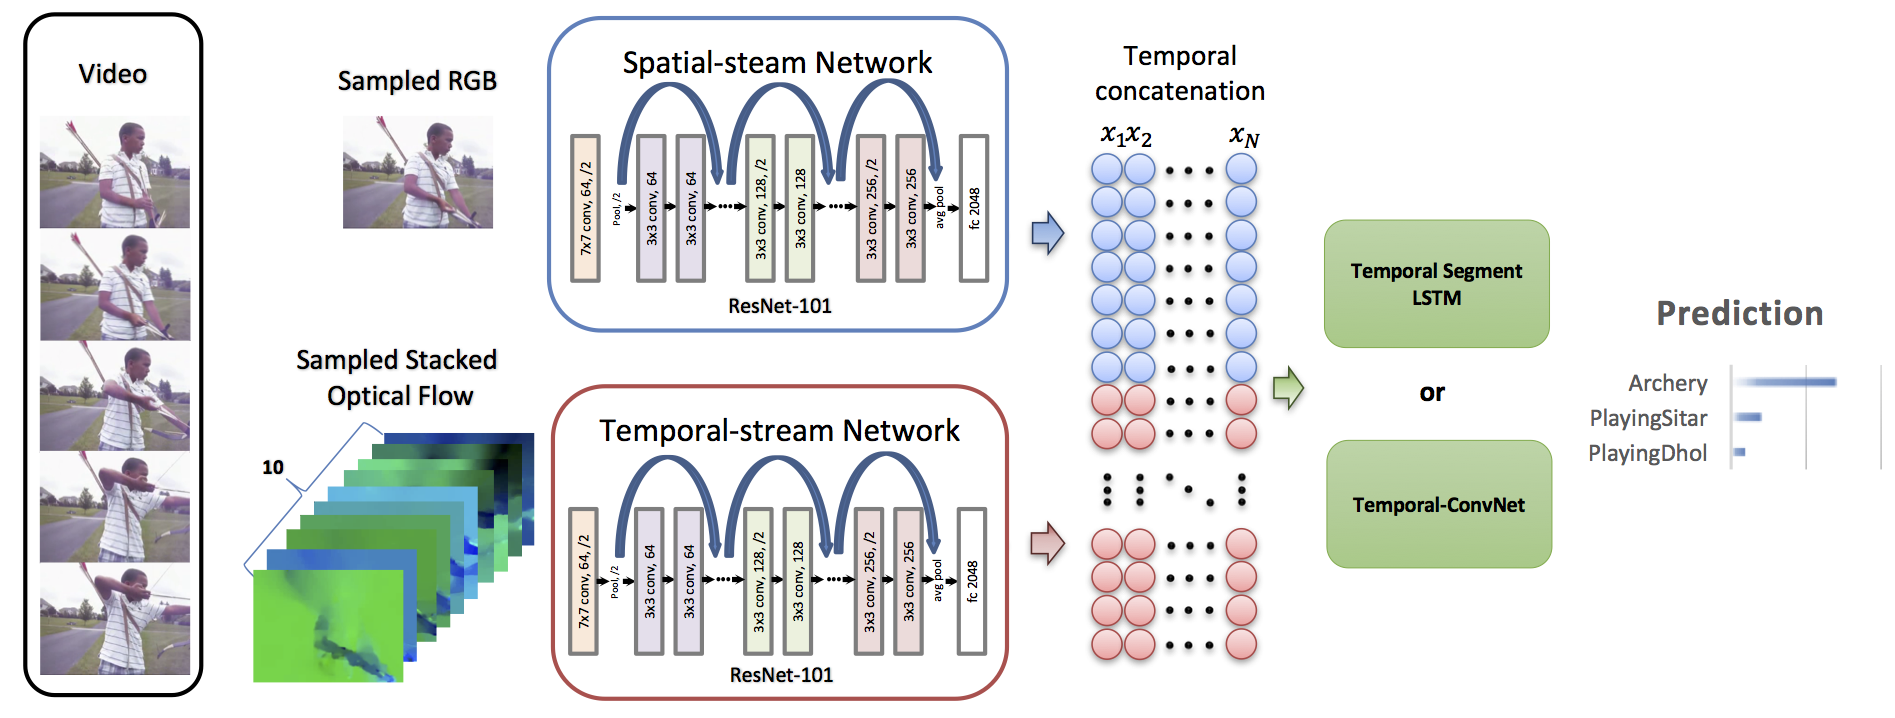 Video
Sampled RGB
Sampled Stacked
Optical Flow
10
Spatial-steam Network
7x7 conv, 64, /2
Pool, /2
3x3 conv, 64
3x3 conv, 64
3x3 conv, 128, /2
3x3 conv, 128
3x3 conv, 256, /2
3x3 conv, 256
avg pool
fc 2048
ResNet-101
Temporal-stream Network
7x7 conv, 64, /2
Pool, /2
3x3 conv, 64
3x3 conv, 64
3x3 conv, 128, /2
3x3 conv, 128
3x3 conv, 256, /2
3x3 conv, 256
avg pool
fc 2048
ResNet-101
Temporal
concatenation
x₁x₂ x_N
Temporal Segment
LSTM
or
Temporal-ConvNet
Prediction
Archery
PlayingSitar
PlayingDhol